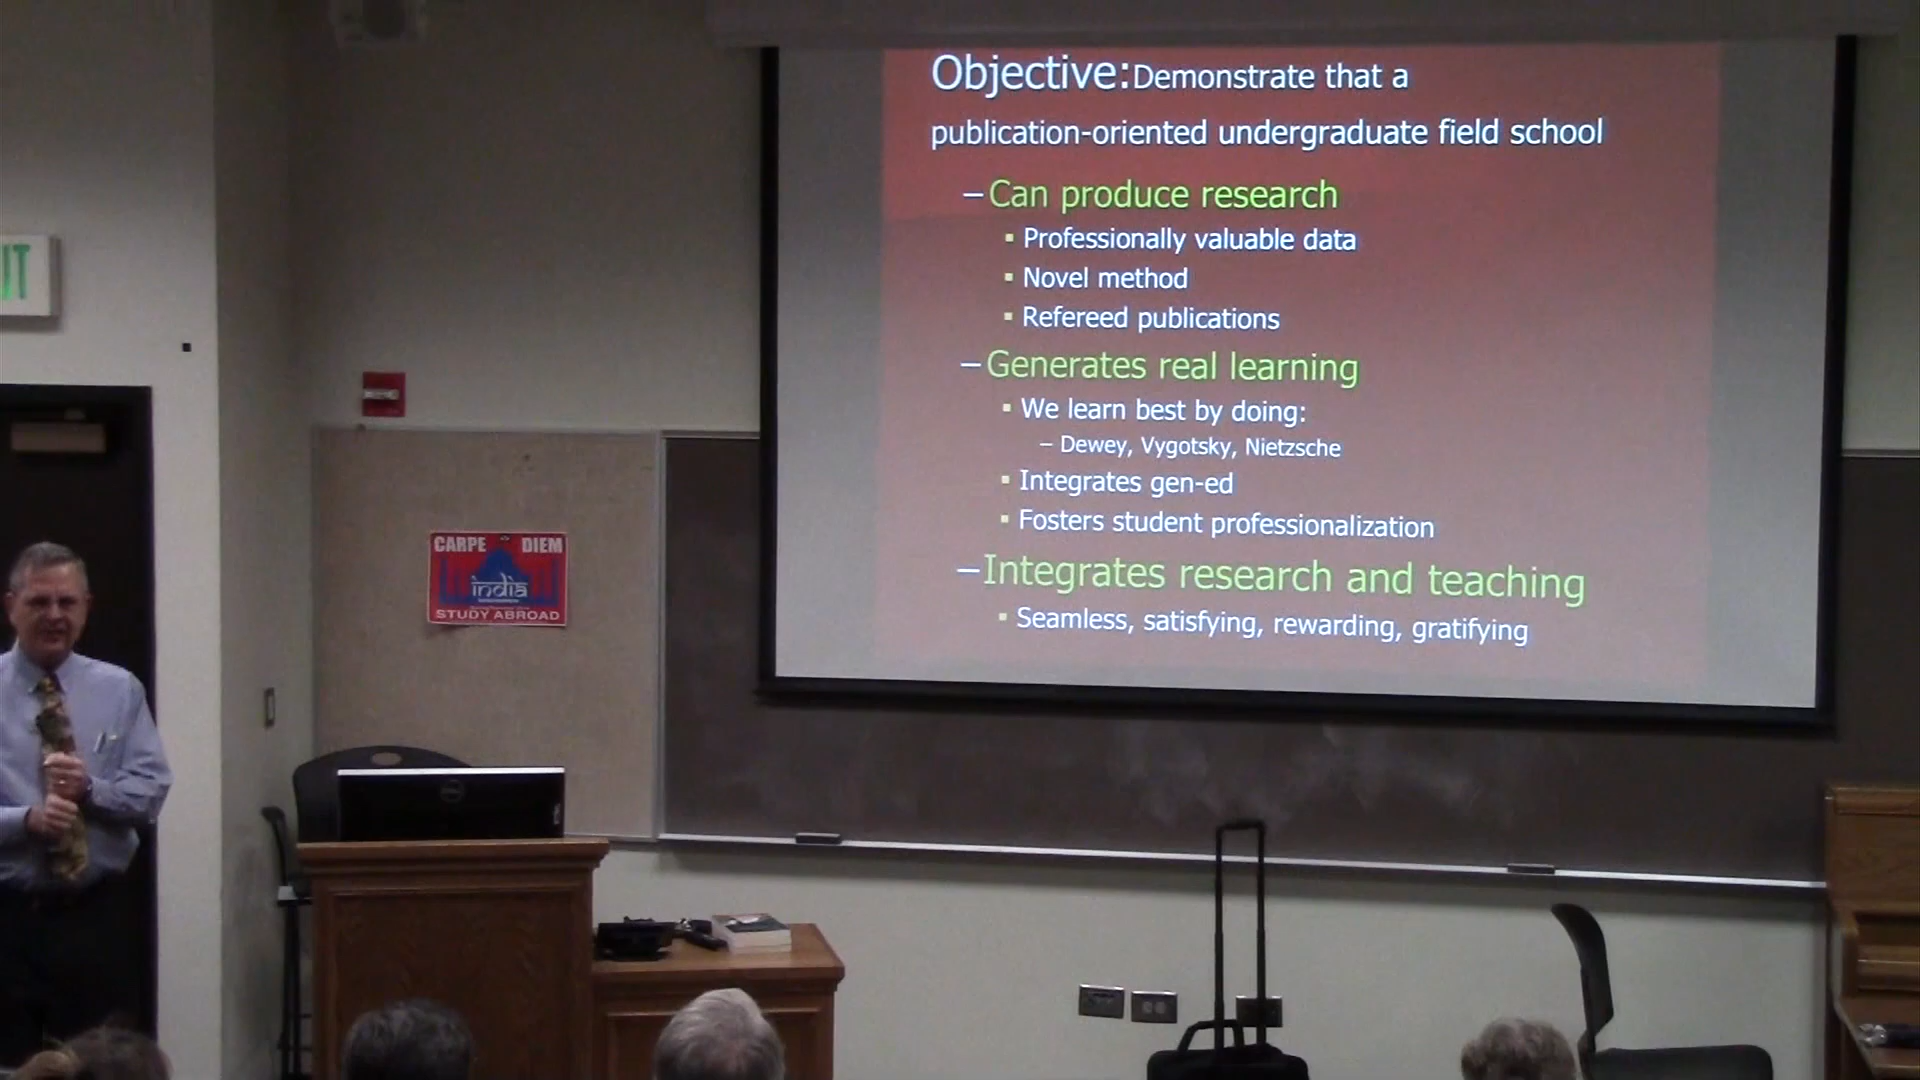 Objective:Demonstrate that a
publication-oriented undergraduate field school
–Can produce research
▪ Professionally valuable data
▪ Novel method
▪ Refereed publications
–Generates real learning
▪ We learn best by doing:
– Dewey, Vygotsky, Nietzsche
▪ Integrates gen-ed
▪ Fosters student professionalization
–Integrates research and teaching
▪ Seamless, satisfying, rewarding, gratifying
IT
CARPE DIEM
india
STUDY ABROAD
DELL